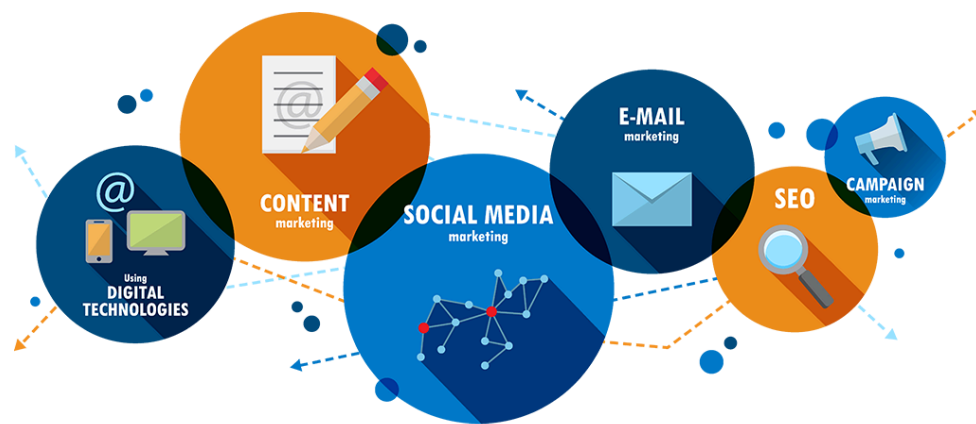 @
Using
DIGITAL
TECHNOLOGIES
@
CONTENT
marketing
SOCIAL MEDIA
marketing
E-MAIL
marketing
SEO
CAMPAIGN
marketing